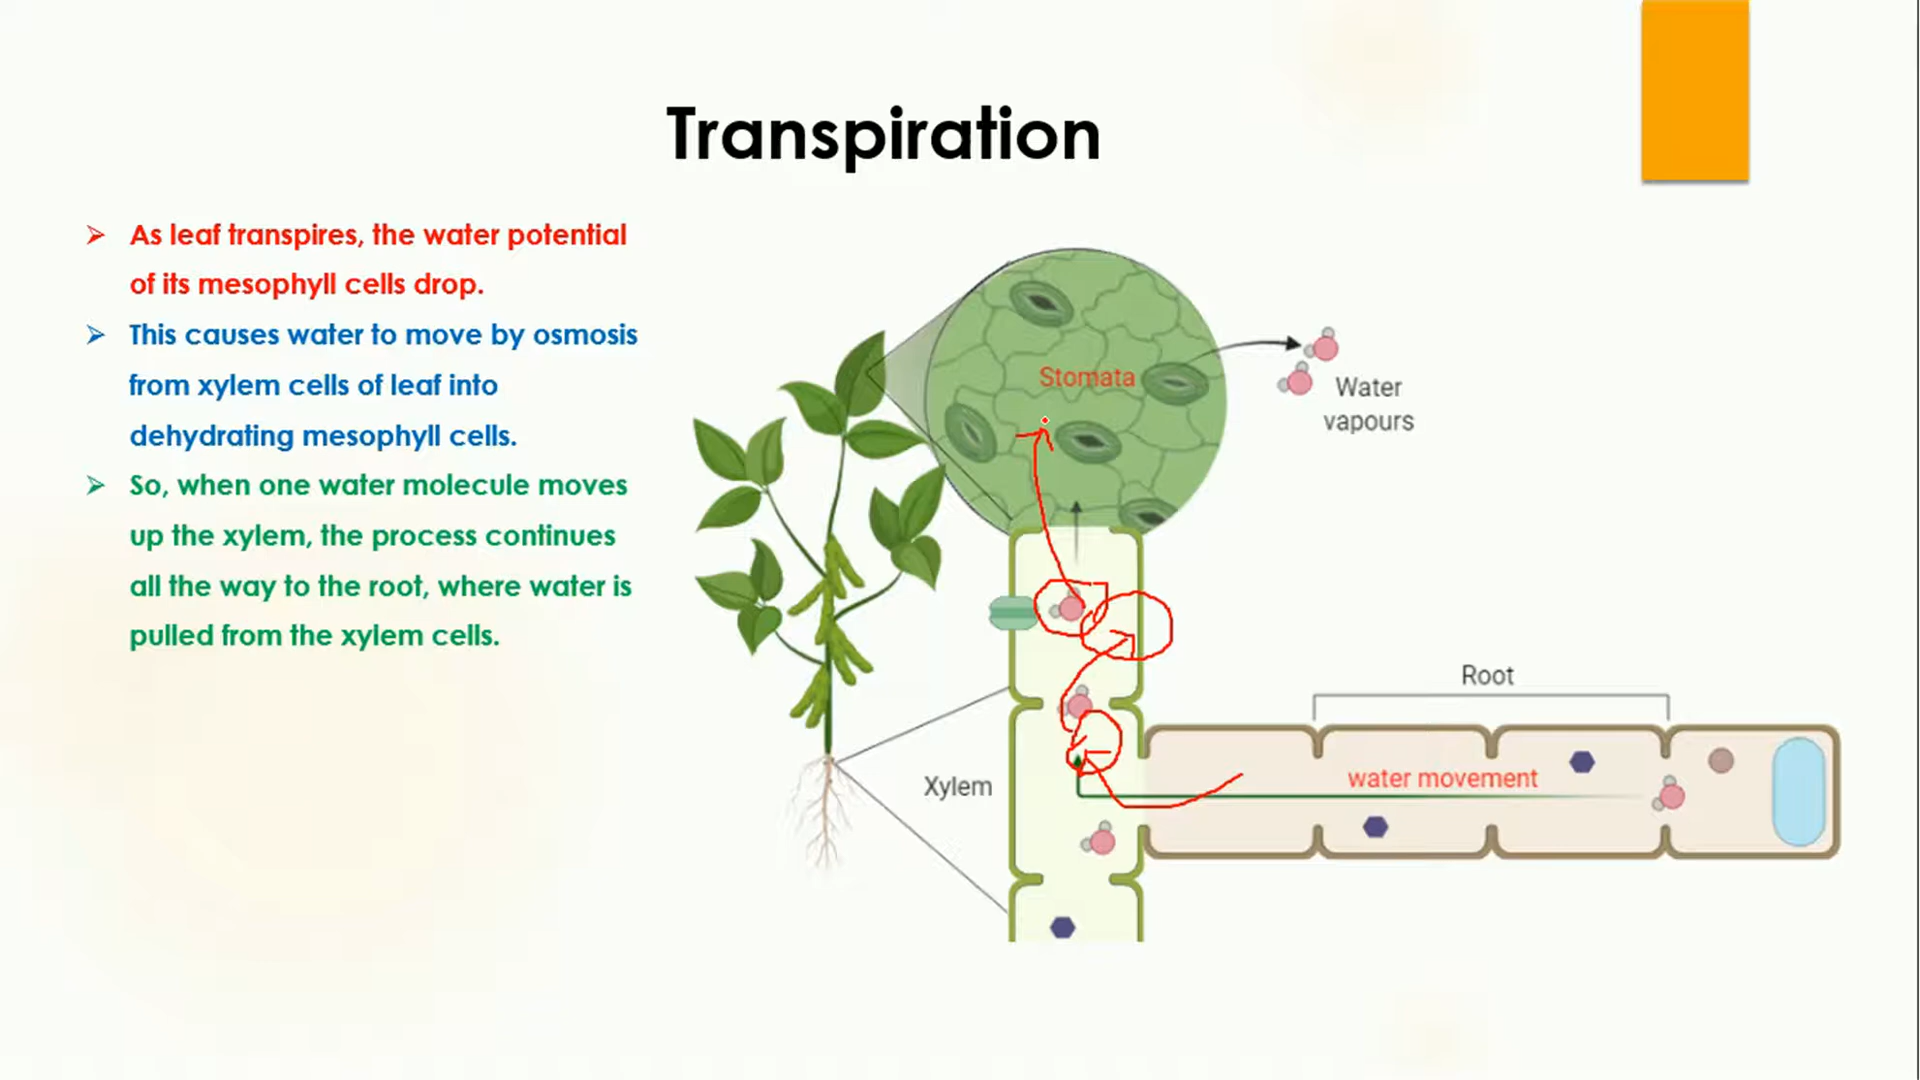 Transpiration
As leaf transpires, the water potential
of its mesophyll cells drop.
This causes water to move by osmosis
from xylem cells of leaf into
dehydrating mesophyll cells.
So, when one water molecule moves
up the xylem, the process continues
all the way to the root, where water is
pulled from the xylem cells.
Stomata
Water
vapours
Root
Xylem
water movement